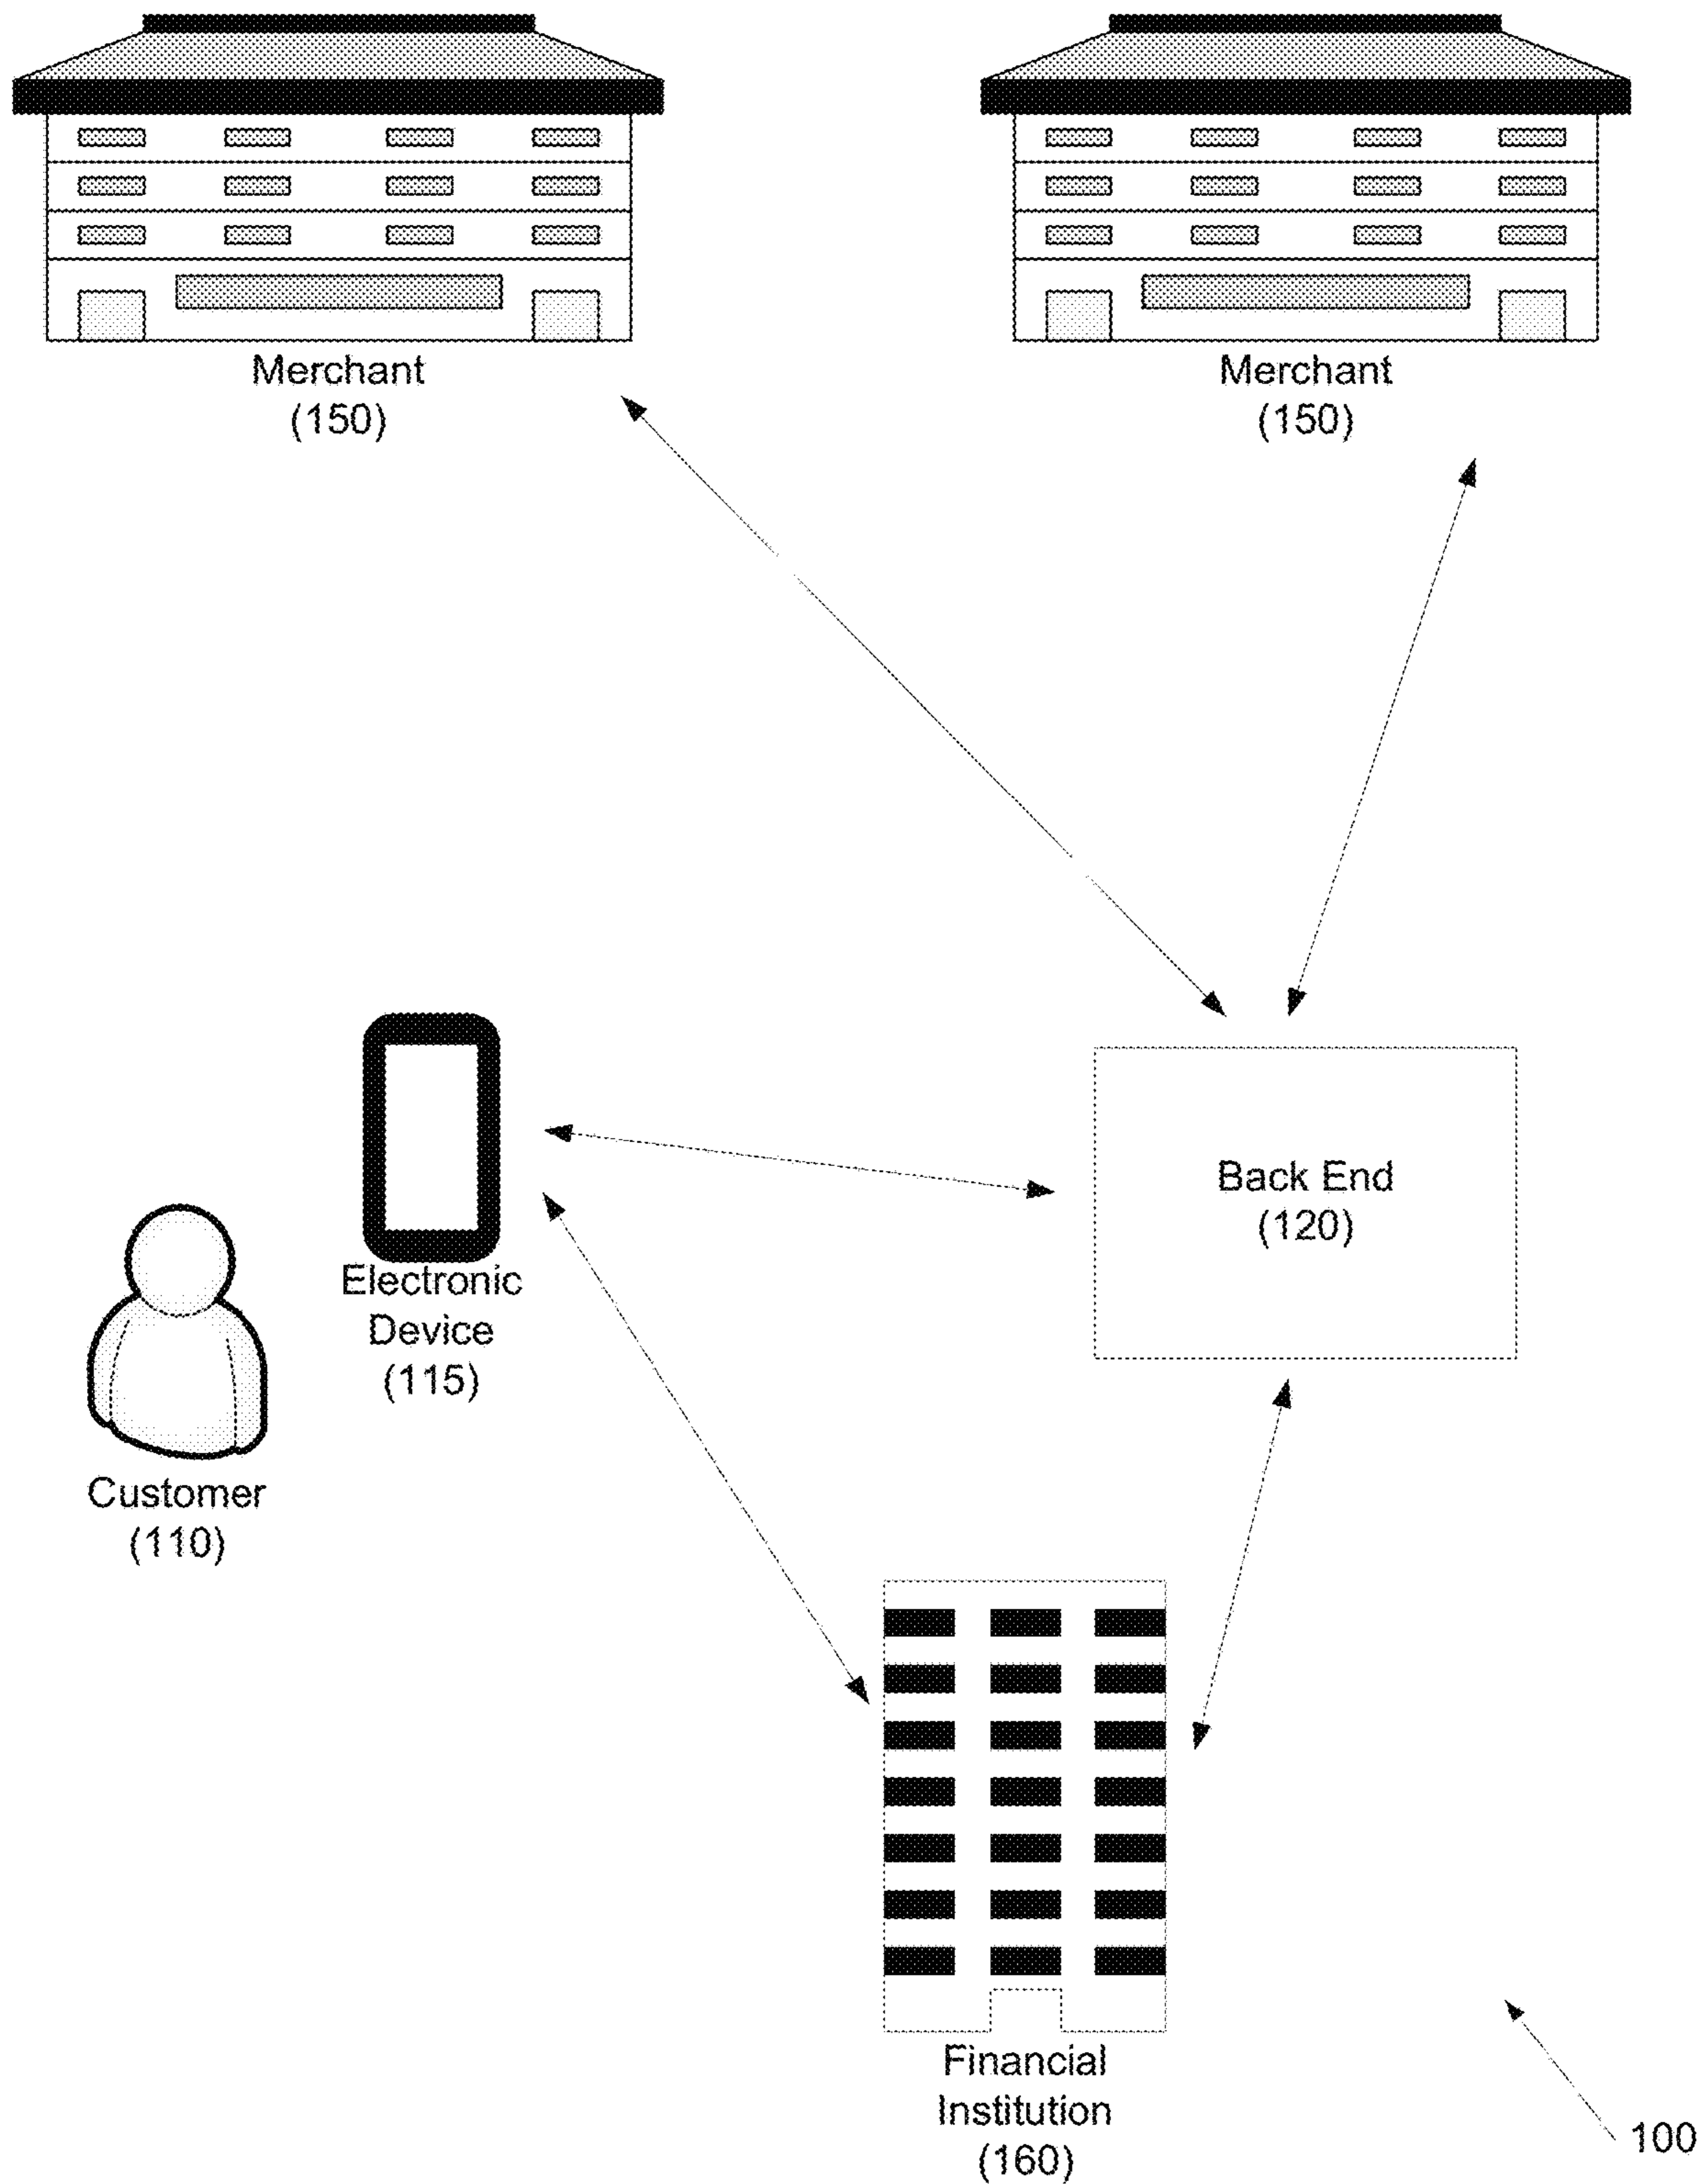 Merchant
(150)
Merchant
(150)
Back End
(120)
Electronic
Device
(115)
Customer
(110)
Financial
Institution
(160)
100